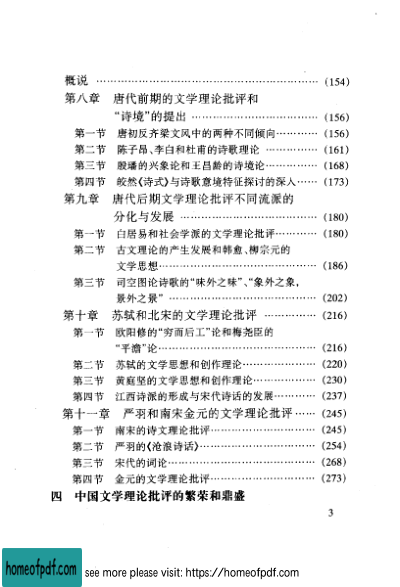 概说 …………………………………………………… (154)
第八章 唐代前期的文学理论批评和
“诗境”的提出 …………………………… (156)
第一节 唐初反齐梁文风中的两种不同倾向………… (156)
第二节 陈子昂、李白和杜甫的诗歌理论 …………… (161)
第三节 殷璠的兴象论和王昌龄的诗境论…………… (168)
第四节 皎然《诗式》与诗歌意境特征探讨的深入…… (173)
第九章 唐代后期文学理论批评不同流派的
分化与发展 ……………………………… (180)
第一节 白居易和社会学派的文学理论批评………… (180)
第二节 古文理论的产生发展和韩愈、柳宗元的
文学思想…………………………………… (186)
第三节 司空图论诗歌的“味外之味”、“象外之象,
景外之景” ………………………………… (202)
第十章 苏轼和北宋的文学理论批评 …………… (216)
第一节 欧阳修的“穷而后工”论和梅尧臣的
“平澹”论…………………………………… (216)
第二节 苏轼的文学思想和创作理论………………… (220)
第三节 黄庭坚的文学思想和创作理论……………… (230)
第四节 江西诗派的形成与宋代诗话的发展………… (237)
第十一章 严羽和南宋金元的文学理论批评 …… (245)
第一节 南宋的诗文理论批评………………………… (245)
第二节 严羽的《沧浪诗话》………………………… (254)
第三节 宋代的词论…………………………………… (268)
第四节 金元的文学理论批评………………………… (273)
四 中国文学理论批评的繁荣和鼎盛
3
homeofpdf.com see more please visit: https://homeofpdf.com